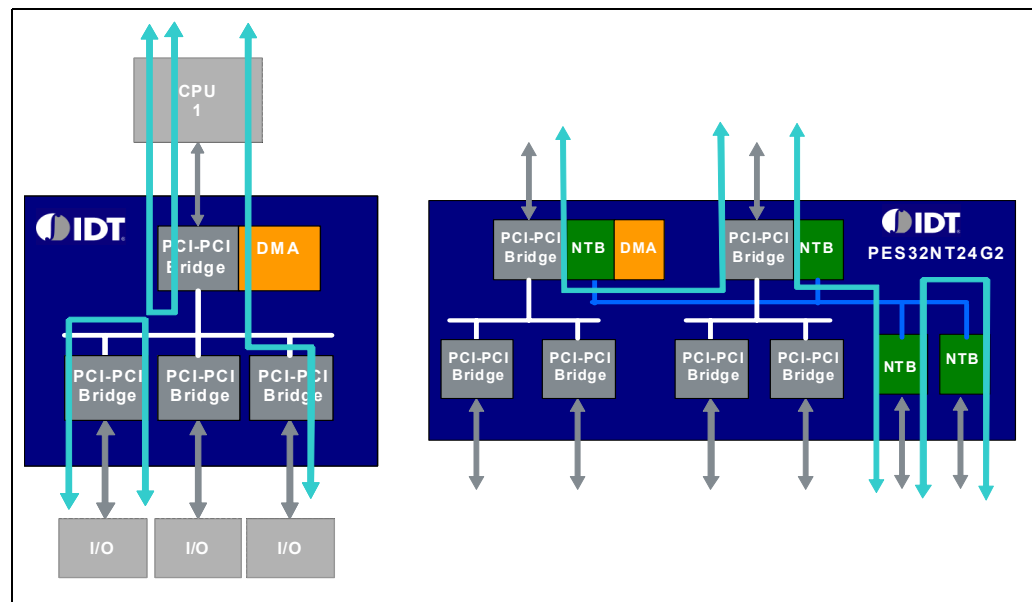 CPU
1
IDT
PCI-PCI
Bridge
DMA
PCI-PCI
Bridge
PCI-PCI
Bridge
PCI-PCI
Bridge
I/O
I/O
I/O
IDT
PES32NT24G2
PCI-PCI
Bridge
NTB
DMA
PCI-PCI
Bridge
NTB
PCI-PCI
Bridge
PCI-PCI
Bridge
PCI-PCI
Bridge
PCI-PCI
Bridge
NTB
NTB